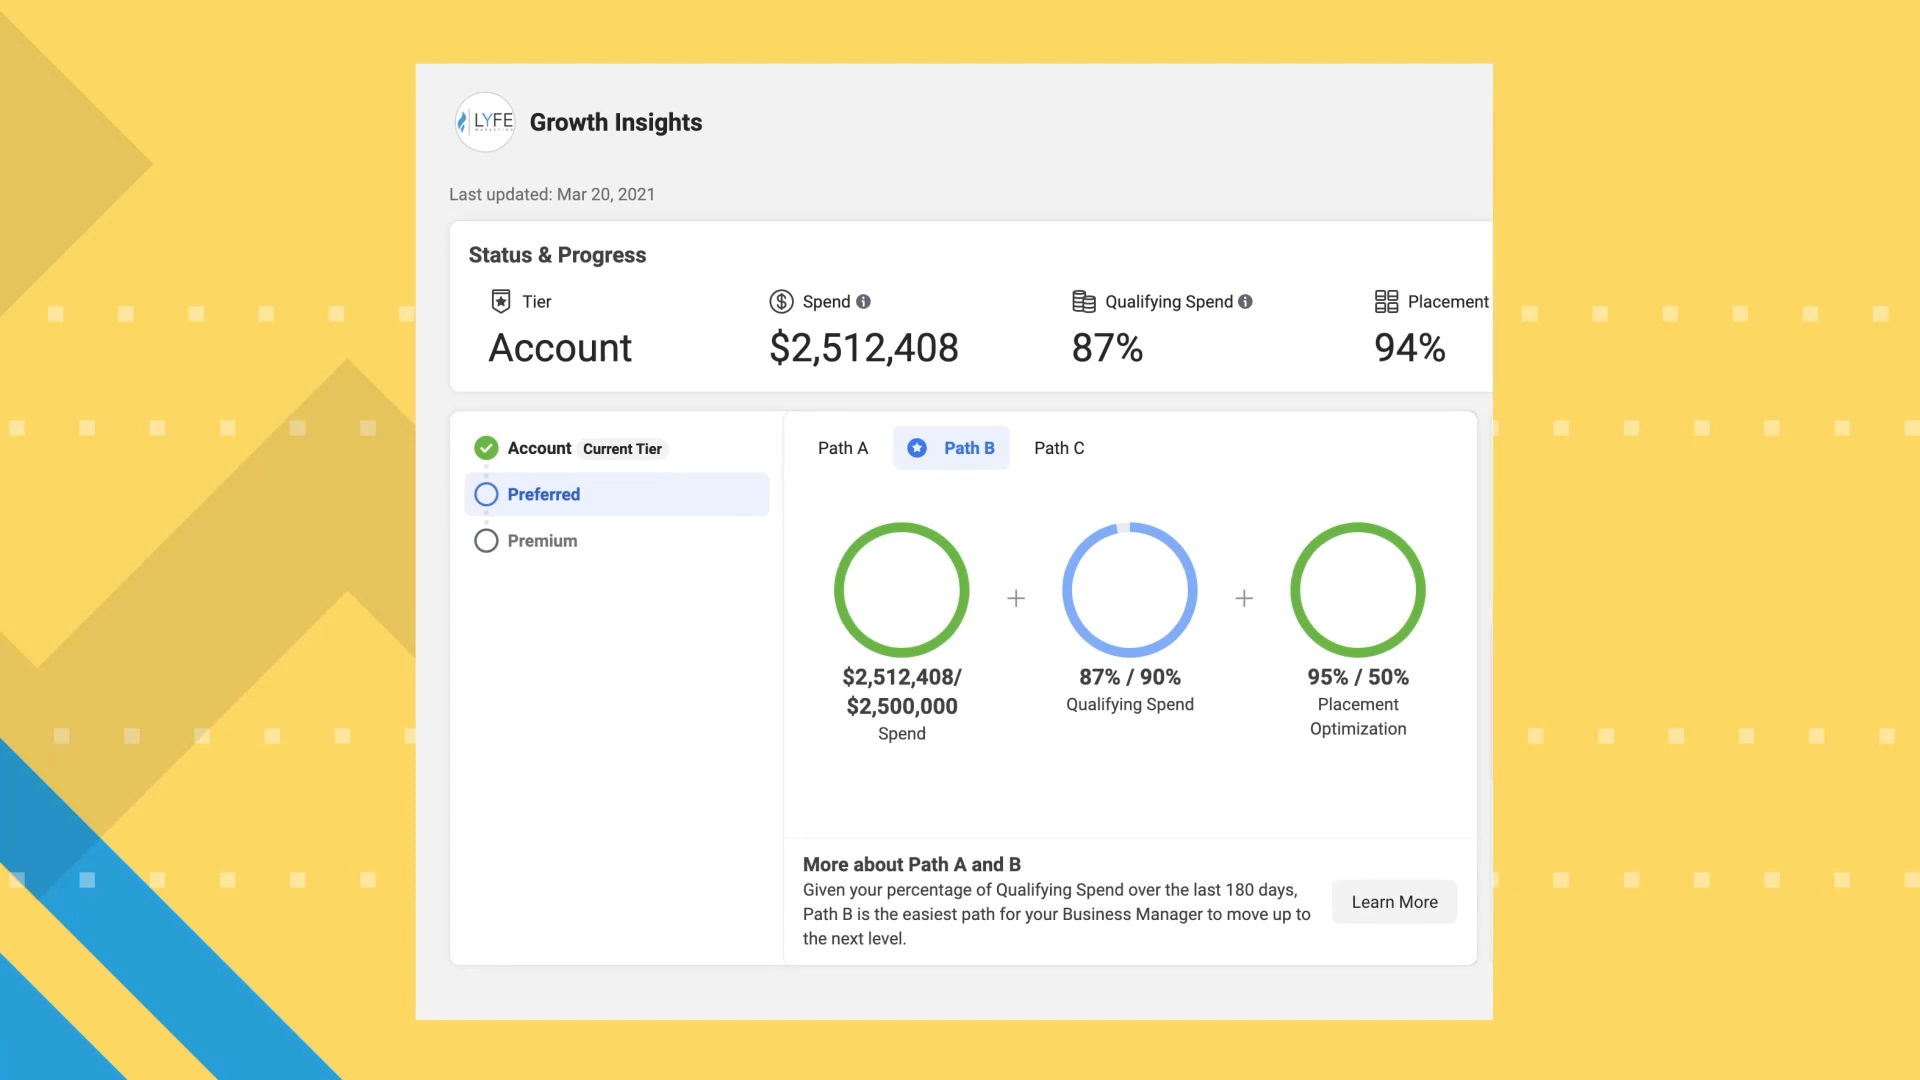 LYFE
Growth Insights
Last updated: Mar 20, 2021
Status & Progress
Tier
Spend
Qualifying Spend
Placement
Account
$2,512,408
87%
94%
Account
Current Tier
Preferred
Premium
Path A
Path B
Path C
$2,512,408/
$2,500,000
Spend
87% / 90%
Qualifying Spend
95% / 50%
Placement
Optimization
More about Path A and B
Given your percentage of Qualifying Spend over the last 180 days,
Path B is the easiest path for your Business Manager to move up to
the next level.
Learn More